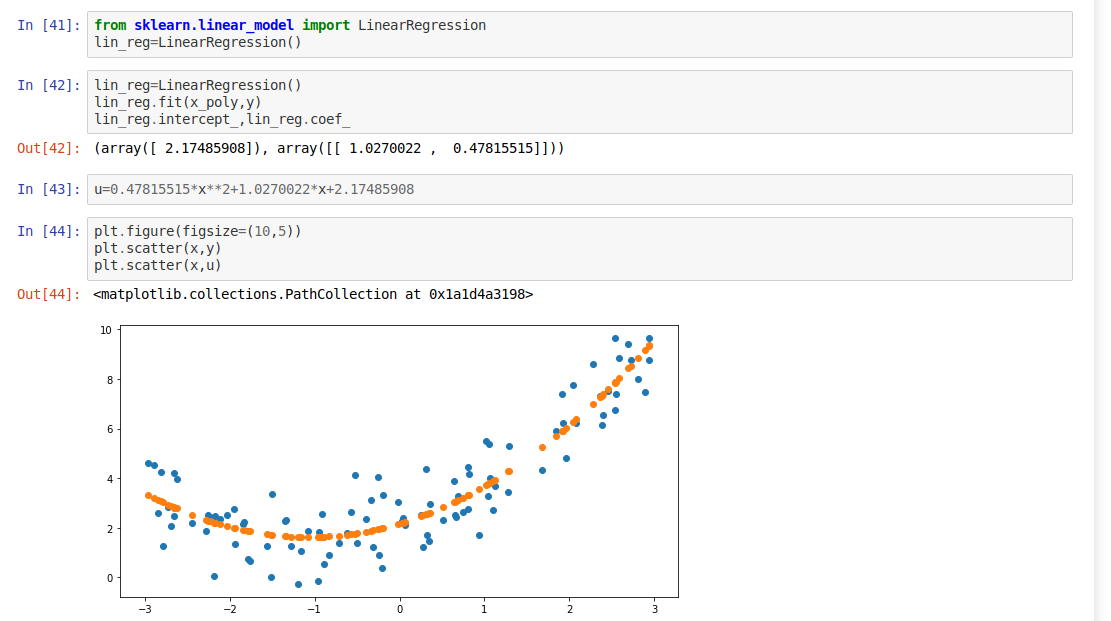 In [41]: from sklearn.linear_model import LinearRegression
lin_reg=LinearRegression()
In [42]: lin_reg=LinearRegression()
lin_reg.fit(x_poly,y)
lin_reg.intercept_,lin_reg.coef_
Out[42]: (array([ 2.17485908]), array([[ 1.0270022 ,  0.47815515]]))
In [43]: u=0.47815515*x**2+1.0270022*x+2.17485908
In [44]: plt.figure(figsize=(10,5))
plt.scatter(x,y)
plt.scatter(x,u)
Out[44]: <matplotlib.collections.PathCollection at 0x1a1d4a3198>
10
8
6
4
2
0
−3 −2 −1 0 1 2 3